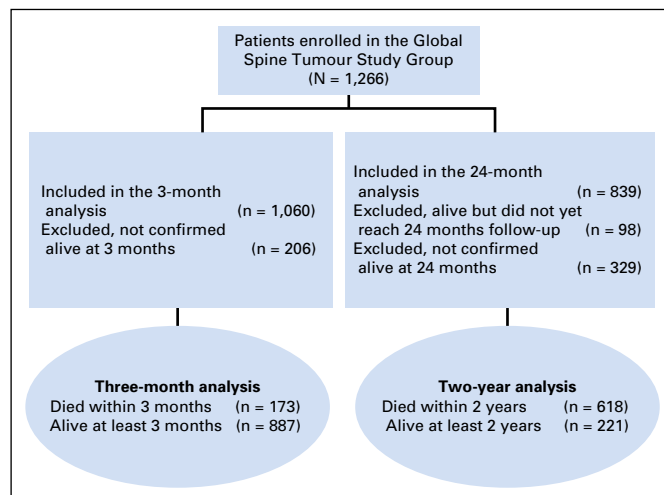 Patients enrolled in the Global
Spine Tumour Study Group
(N = 1,266)
Included in the 3-month
analysis (n = 1,060)
Excluded, not confirmed
alive at 3 months (n = 206)
Included in the 24-month
analysis (n = 839)
Excluded, alive but did not yet
reach 24 months follow-up (n = 98)
Excluded, not confirmed
alive at 24 months (n = 329)
Three-month analysis
Died within 3 months (n = 173)
Alive at least 3 months (n = 887)
Two-year analysis
Died within 2 years (n = 618)
Alive at least 2 years (n = 221)